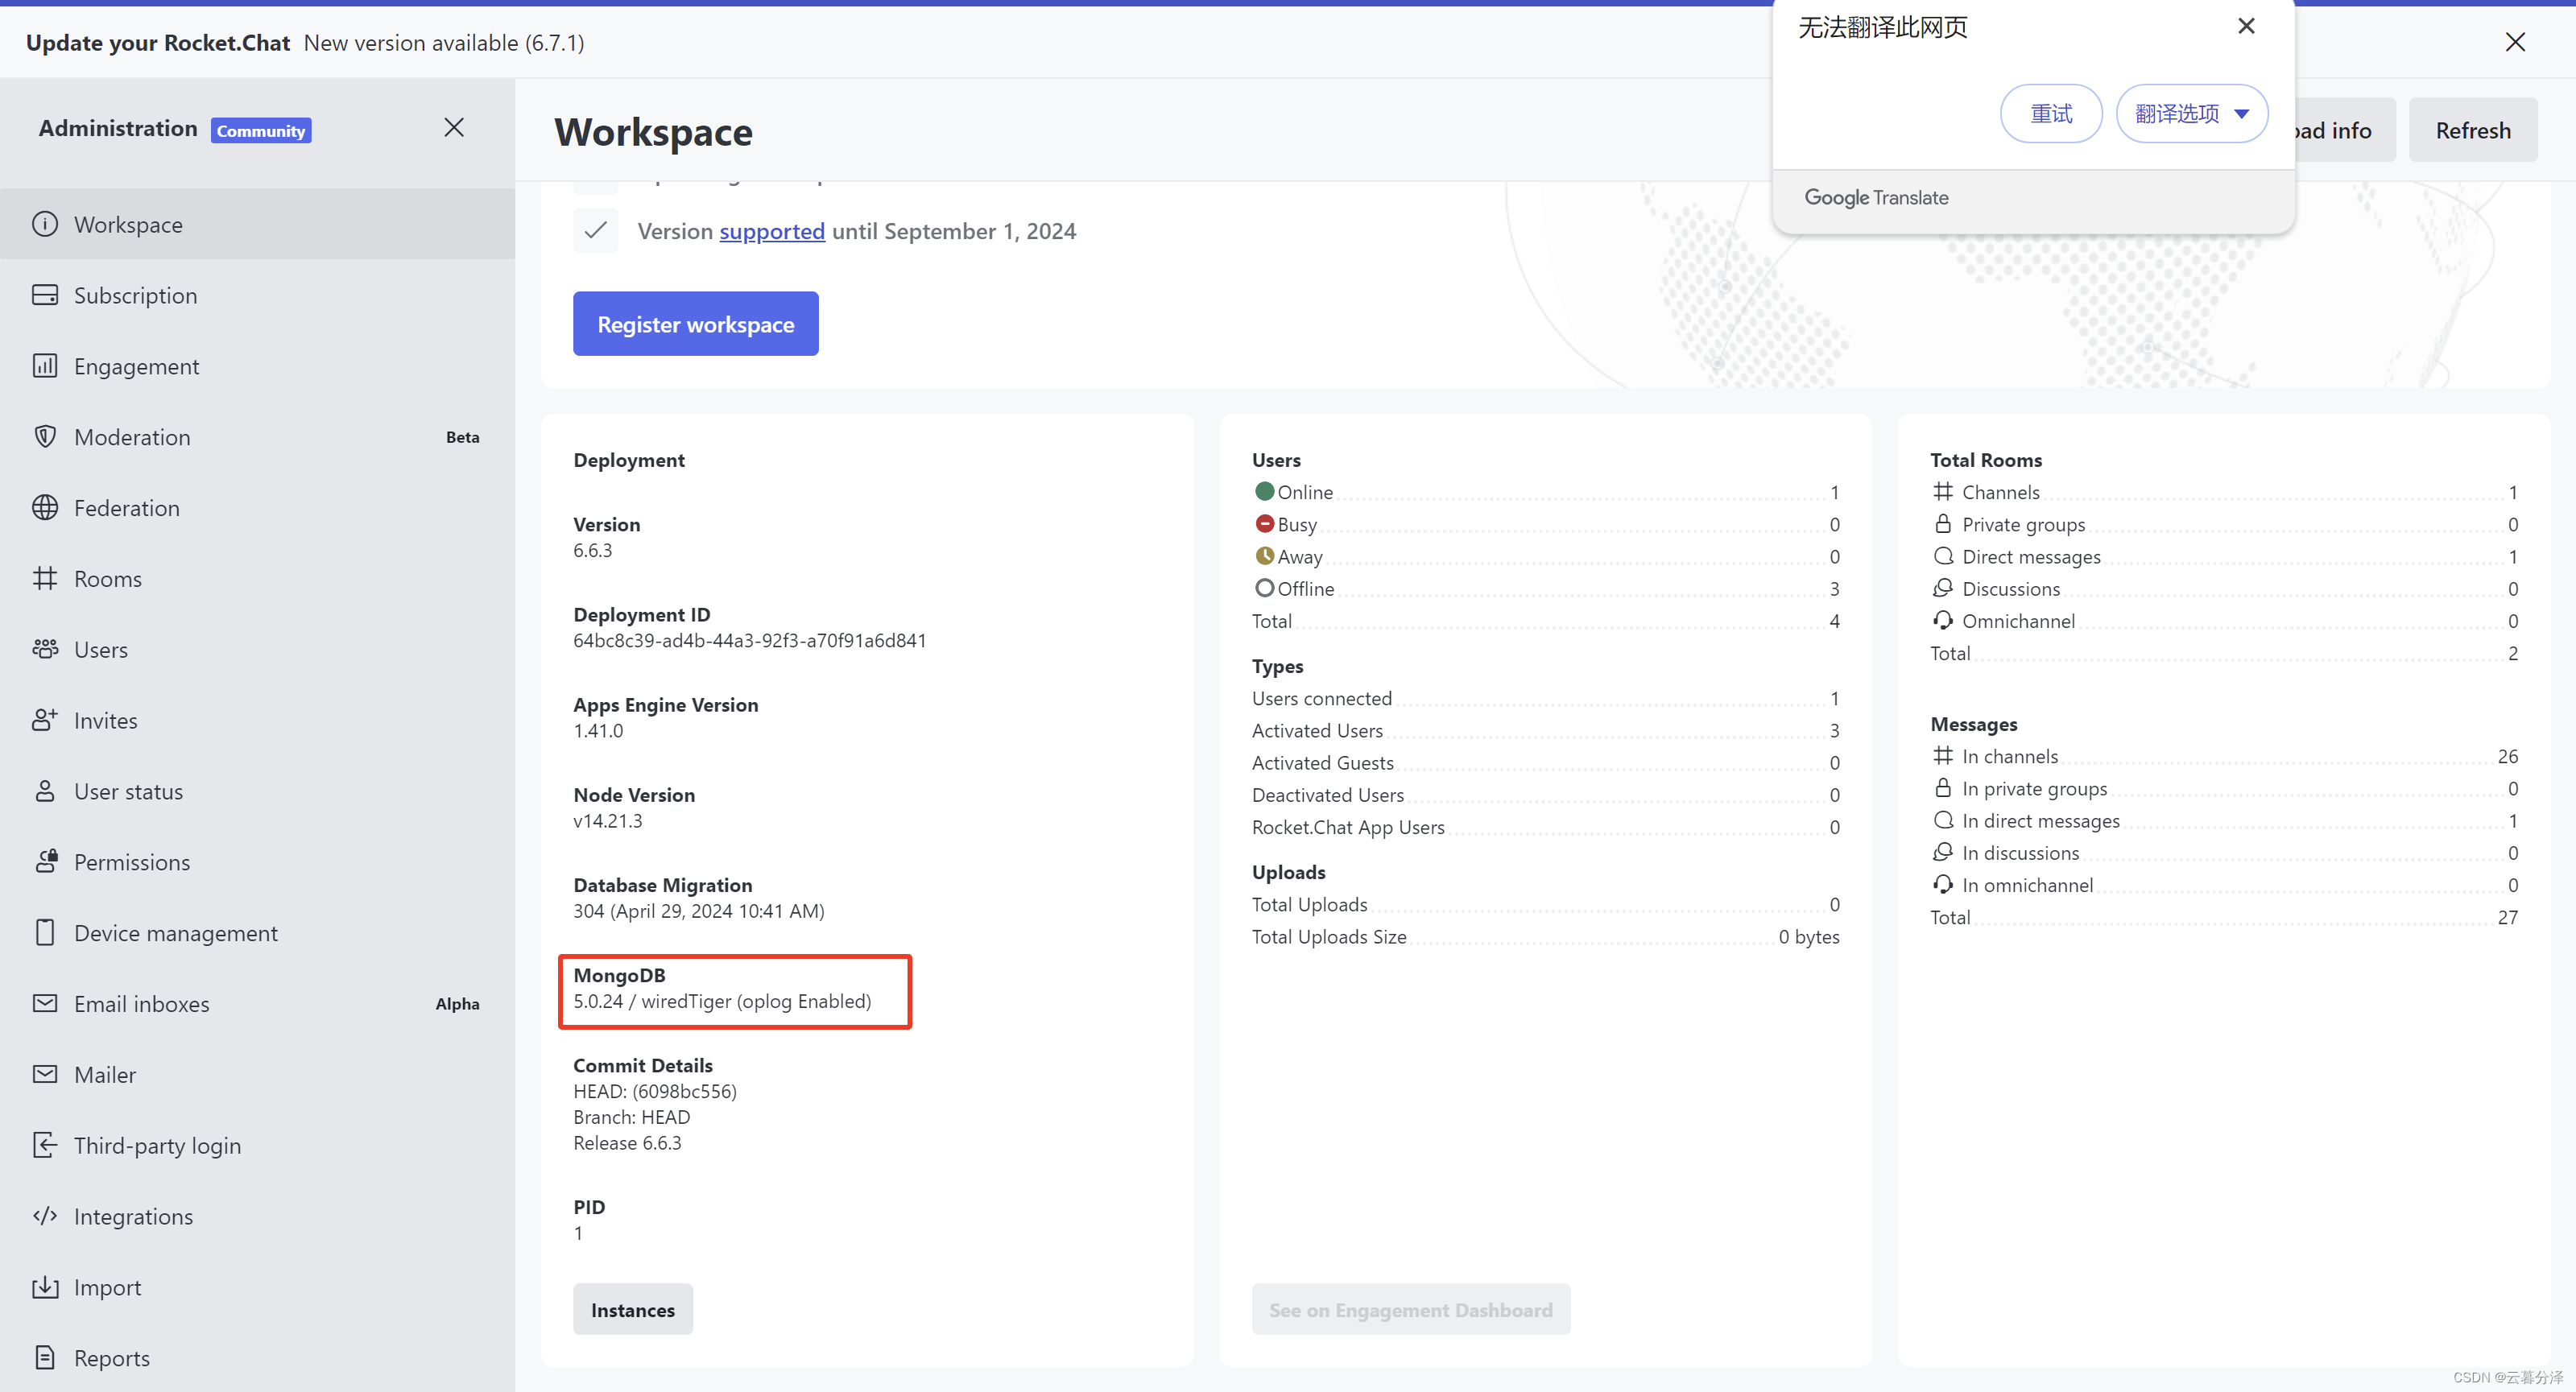 Update your Rocket.Chat New version available (6.7.1)
无法翻译此网页
重试
翻译选项
Google Translate
Administration Community
Workspace
Subscription
Engagement
Moderation Beta
Federation
Rooms
Users
Invites
User status
Permissions
Device management
Email inboxes Alpha
Mailer
Third-party login
Integrations
Import
Reports
Workspace
ad info
Refresh
Version supported until September 1, 2024
Register workspace
Deployment
Version
6.6.3
Deployment ID
64bc8c39-ad4b-44a3-92f3-a70f91a6d841
Apps Engine Version
1.41.0
Node Version
v14.21.3
Database Migration
304 (April 29, 2024 10:41 AM)
MongoDB
5.0.24 / wiredTiger (oplog Enabled)
Commit Details
HEAD: (6098bc556)
Branch: HEAD
Release 6.6.3
PID
1
Instances
Users
Online 1
Busy 0
Away 0
Offline 3
Total 4
Types
Users connected 1
Activated Users 3
Activated Guests 0
Deactivated Users 0
Rocket.Chat App Users 0
Uploads
Total Uploads 0
Total Uploads Size 0 bytes
See on Engagement Dashboard
Total Rooms
Channels 1
Private groups 0
Direct messages 1
Discussions 0
Omnichannel 0
Total 2
Messages
In channels 26
In private groups 0
In direct messages 1
In discussions 0
In omnichannel 0
Total 27
CSDN @云暮分泽